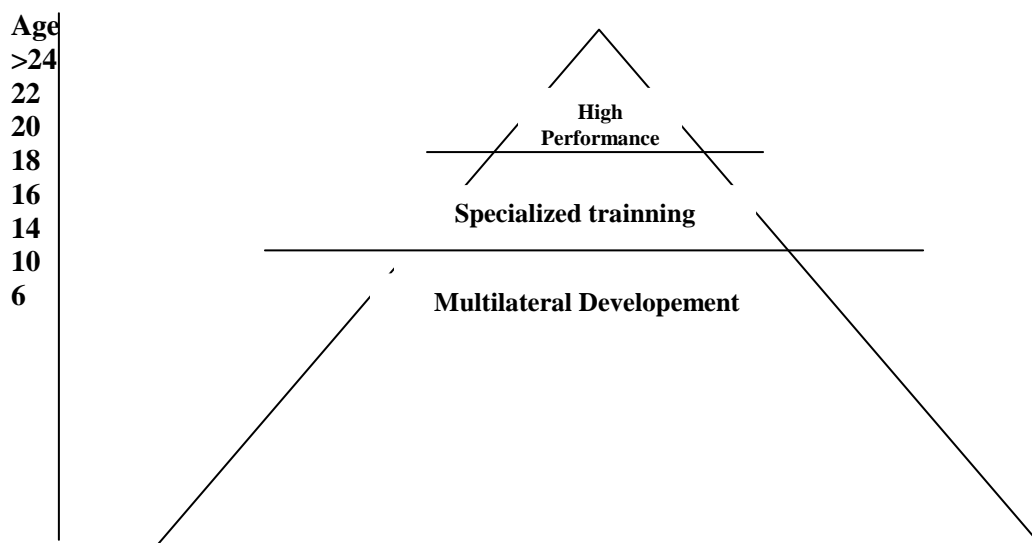 Age
>24
22
20
18
16
14
10
6
High
Performance
Specialized trainning
Multilateral Developement